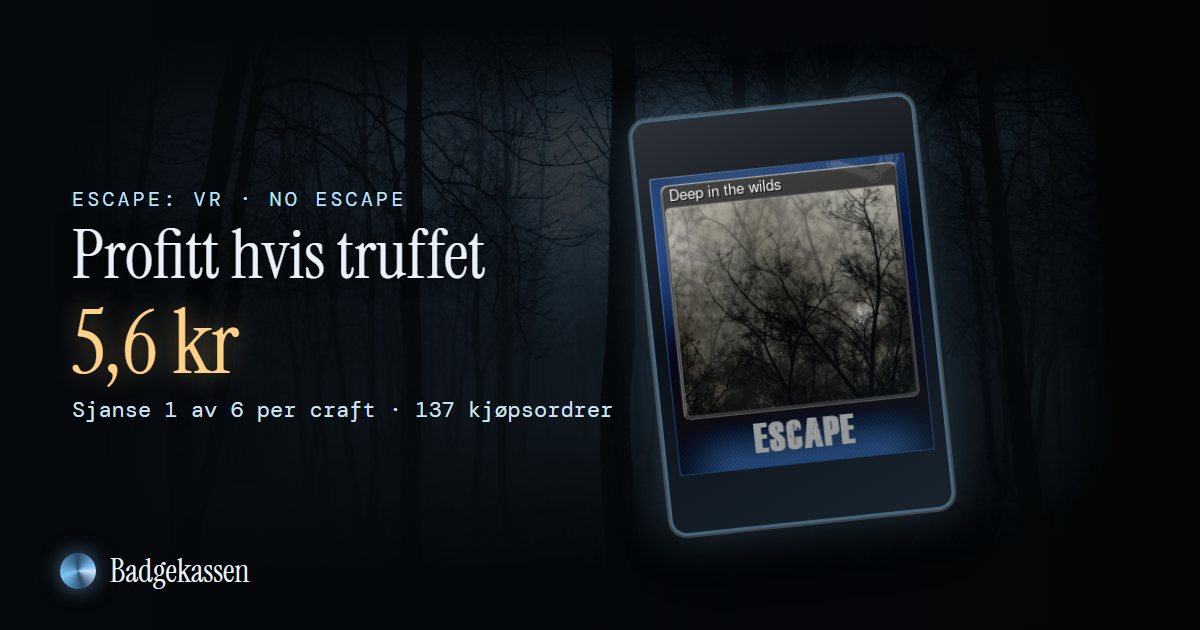 ESCAPE: VR · NO ESCAPE
Profitt hvis truffet
5,6 kr
Sjanse 1 av 6 per craft · 137 kjøpsordrer
Deep in the wilds
ESCAPE
Badgekassen